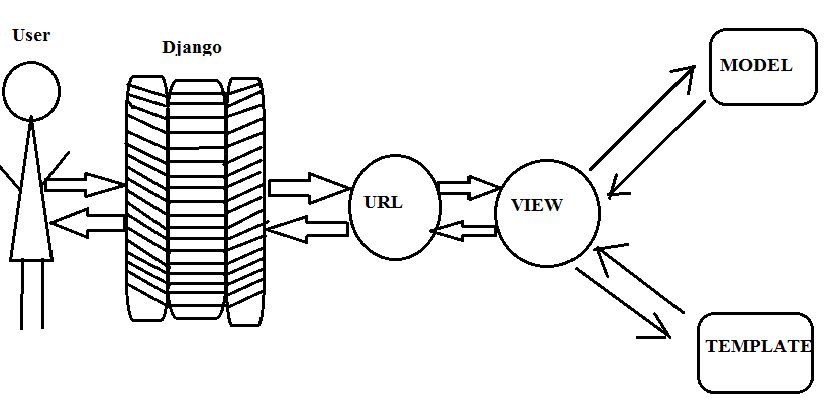 User
Django
URL
VIEW
MODEL
TEMPLATE